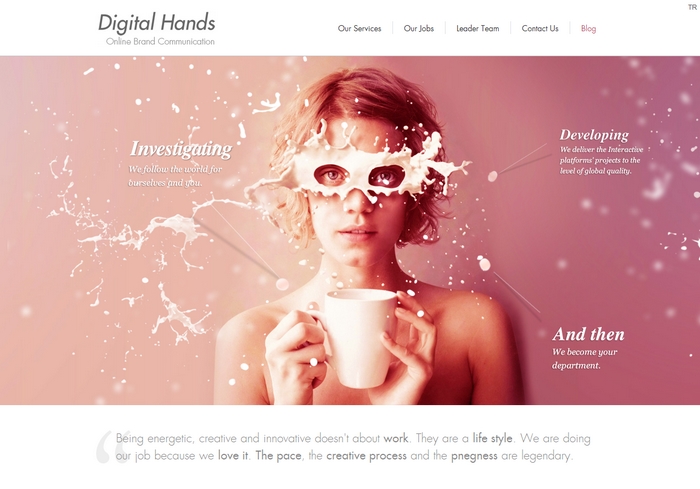 TR
Digital Hands
Online Brand Communication
Our Services
Our Jobs
Leader Team
Contact Us
Blog
Investigating
We follow the world for
ourselves and you.
Developing
We deliver the Interactive
platforms' projects to the
level of global quality.
And then
We become your
department.
“
Being energetic, creative and innovative doesn't about work. They are a life style. We are doing
our job because we love it. The pace, the creative process and the pnegness are legendary.